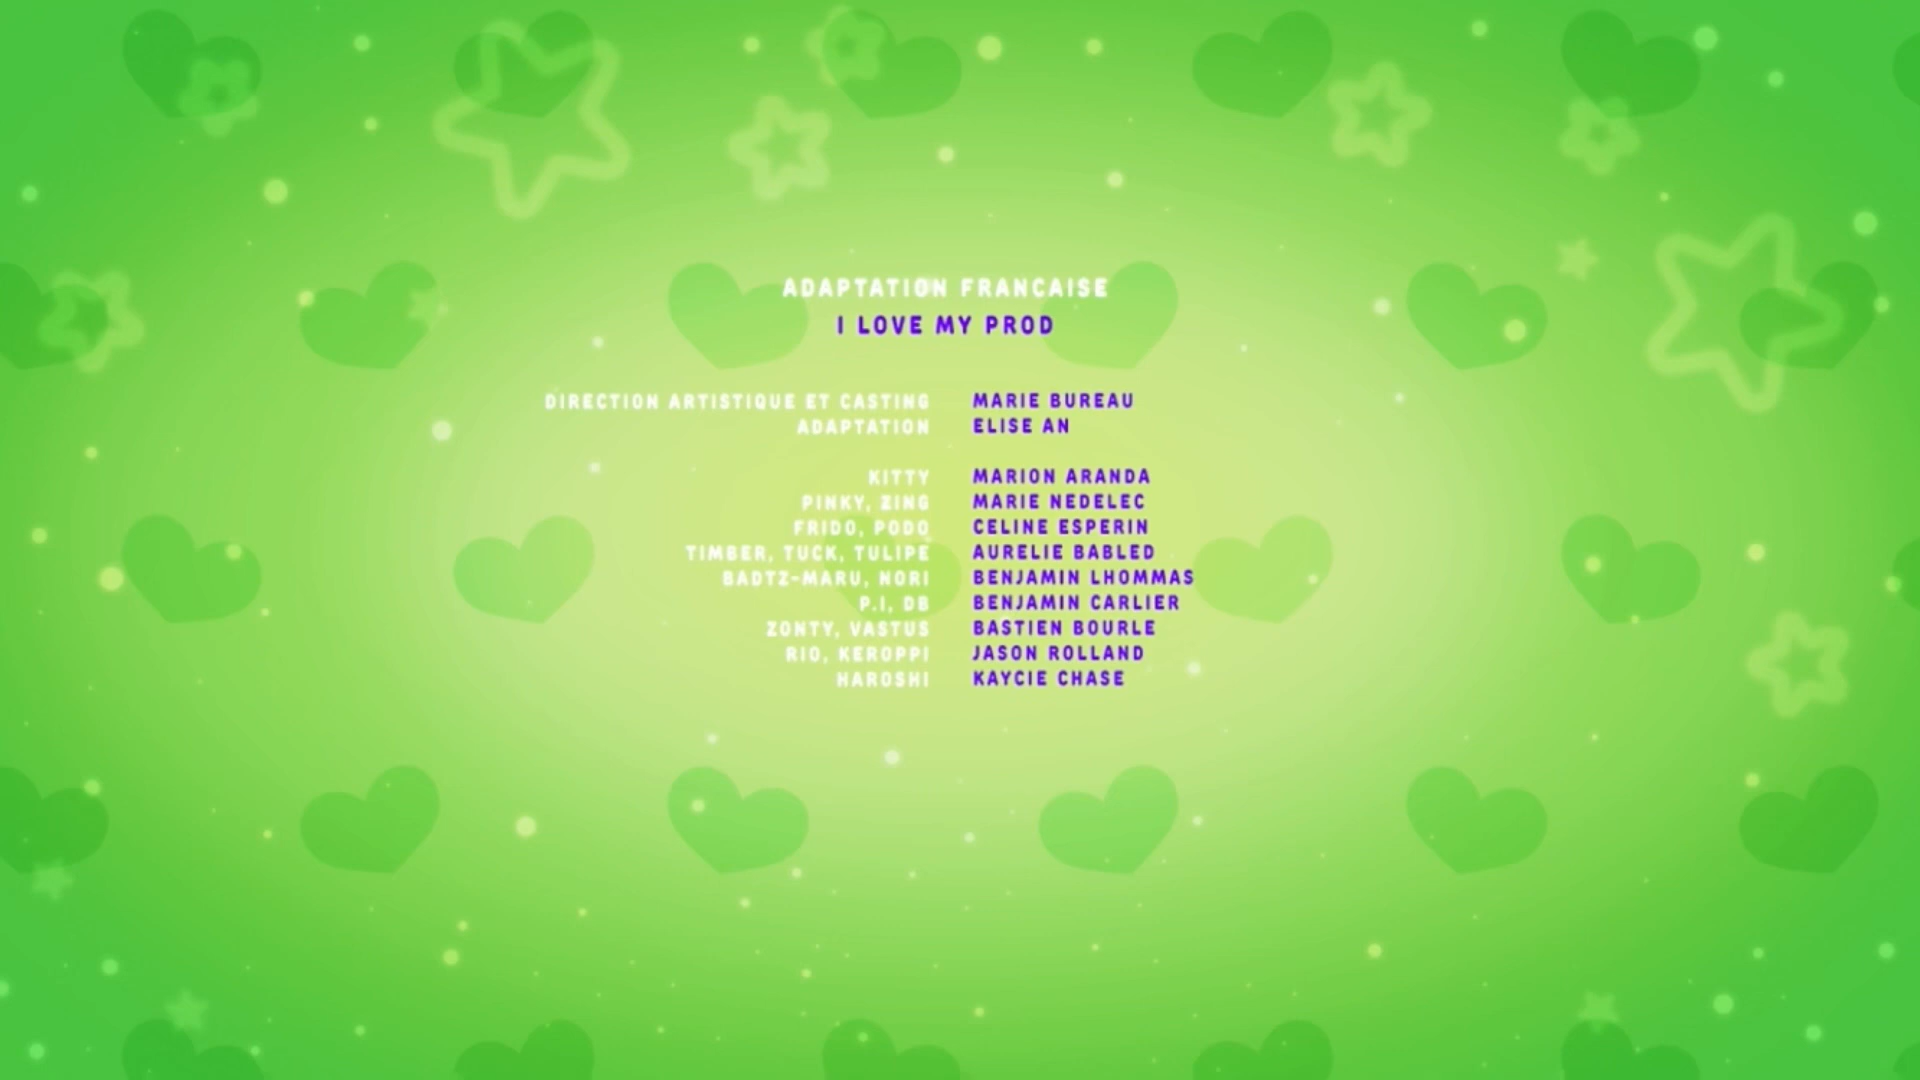 ADAPTATION FRANCAISE
I LOVE MY PROD
DIRECTION ARTISTIQUE ET CASTING MARIE BUREAU
ADAPTATION ELISE AN
KITTY MARION ARANDA
PINKY, ZING MARIE NEDELEC
FRIDO, PODO CELINE ESPERIN
TIMBER, TUCK, TULIPE AURELIE BABLED
BADTZ-MARU, NORI BENJAMIN LHOMMAS
P.I, DB BENJAMIN CARLIER
ZONTY, VASTUS BASTIEN BOURLE
RIO, KEROPPI JASON ROLLAND
HAROSHI KAYCIE CHASE